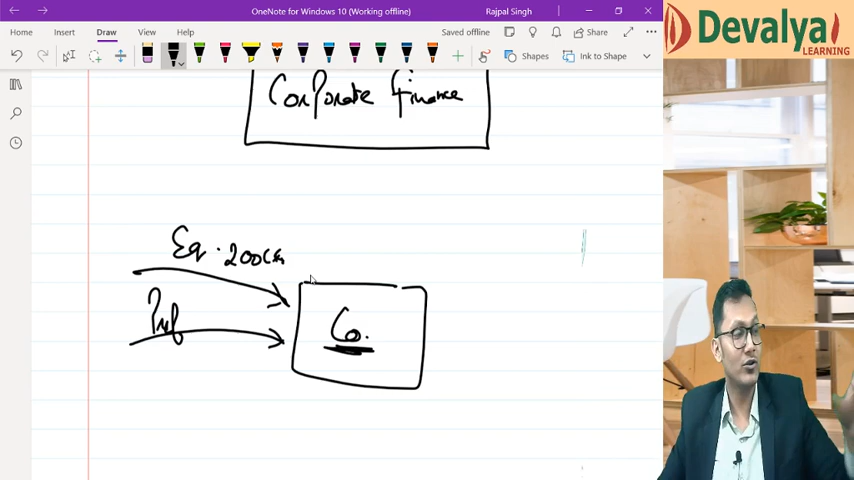 OneNote for Windows 10 (Working offline)
Rajpal Singh
Home
Insert
Draw
View
Help
Saved offline
Share
Shapes
Ink to Shape
Devalya
LEARNING
Corporate Finance
Eq. 200Cr
Pref
Co.